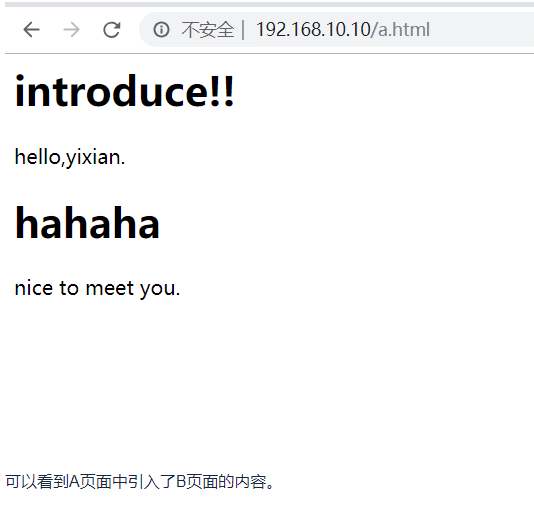 不安全 | 192.168.10.10/a.html
introduce!!
hello,yixian.
hahaha
nice to meet you.
可以看到A页面中引入了B页面的内容。